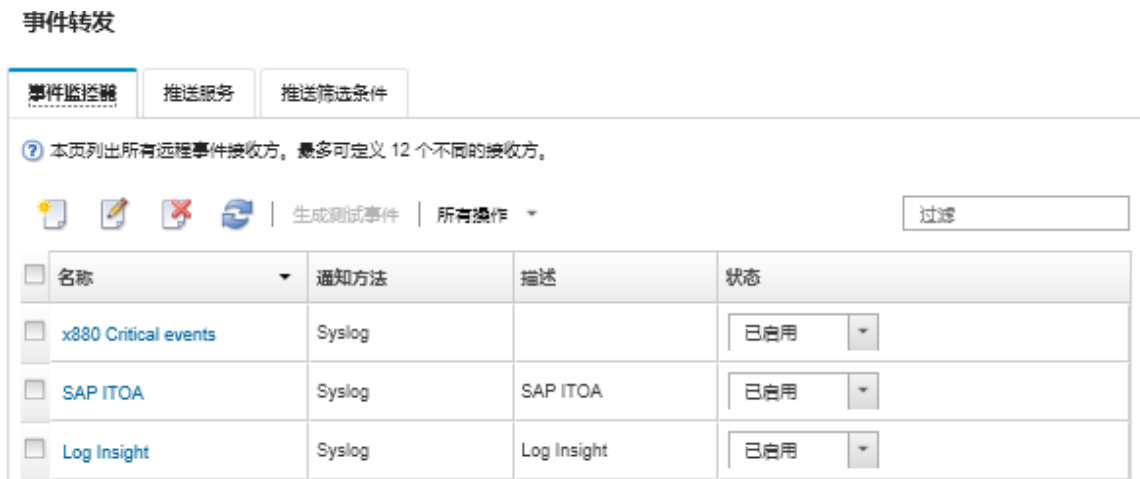 事件转发
事件监控器 推送服务 推送筛选条件
本页列出所有远程事件接收方。最多可定义 12 个不同的接收方。
生成测试事件 所有操作 过滤
名称 通知方法 描述 状态
x880 Critical events Syslog 已启用
SAP ITOA Syslog SAP ITOA 已启用
Log Insight Syslog Log Insight 已启用